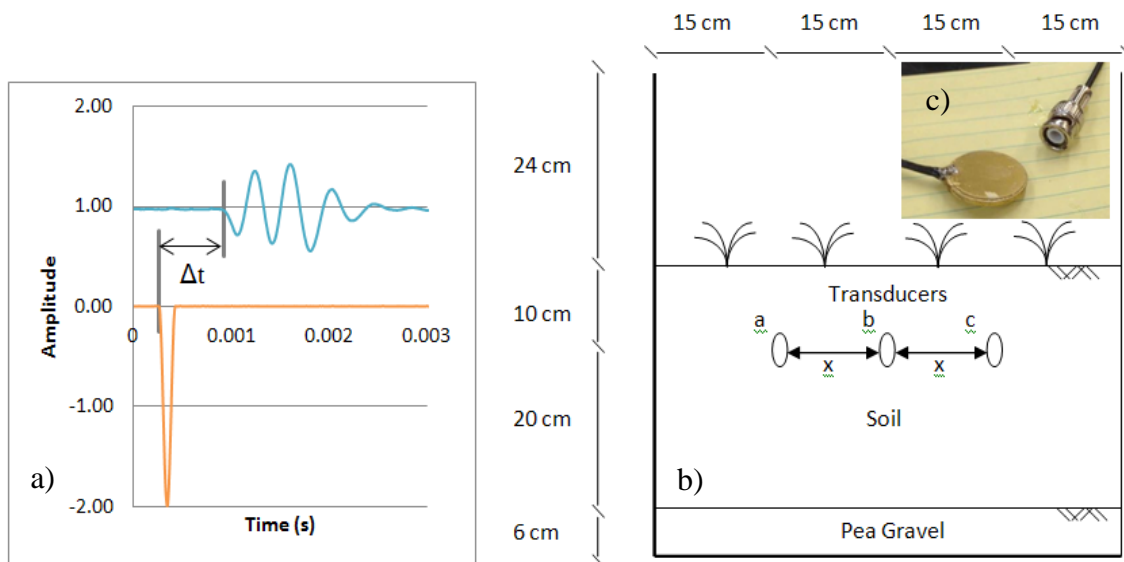 15 cm 15 cm 15 cm 15 cm
2.00
1.00
0.00
-1.00
-2.00
Amplitude
Δt
0 0.001 0.002 0.003
Time (s)
a)
24 cm
10 cm
20 cm
6 cm
c)
Transducers
a b c
x x
Soil
b)
Pea Gravel